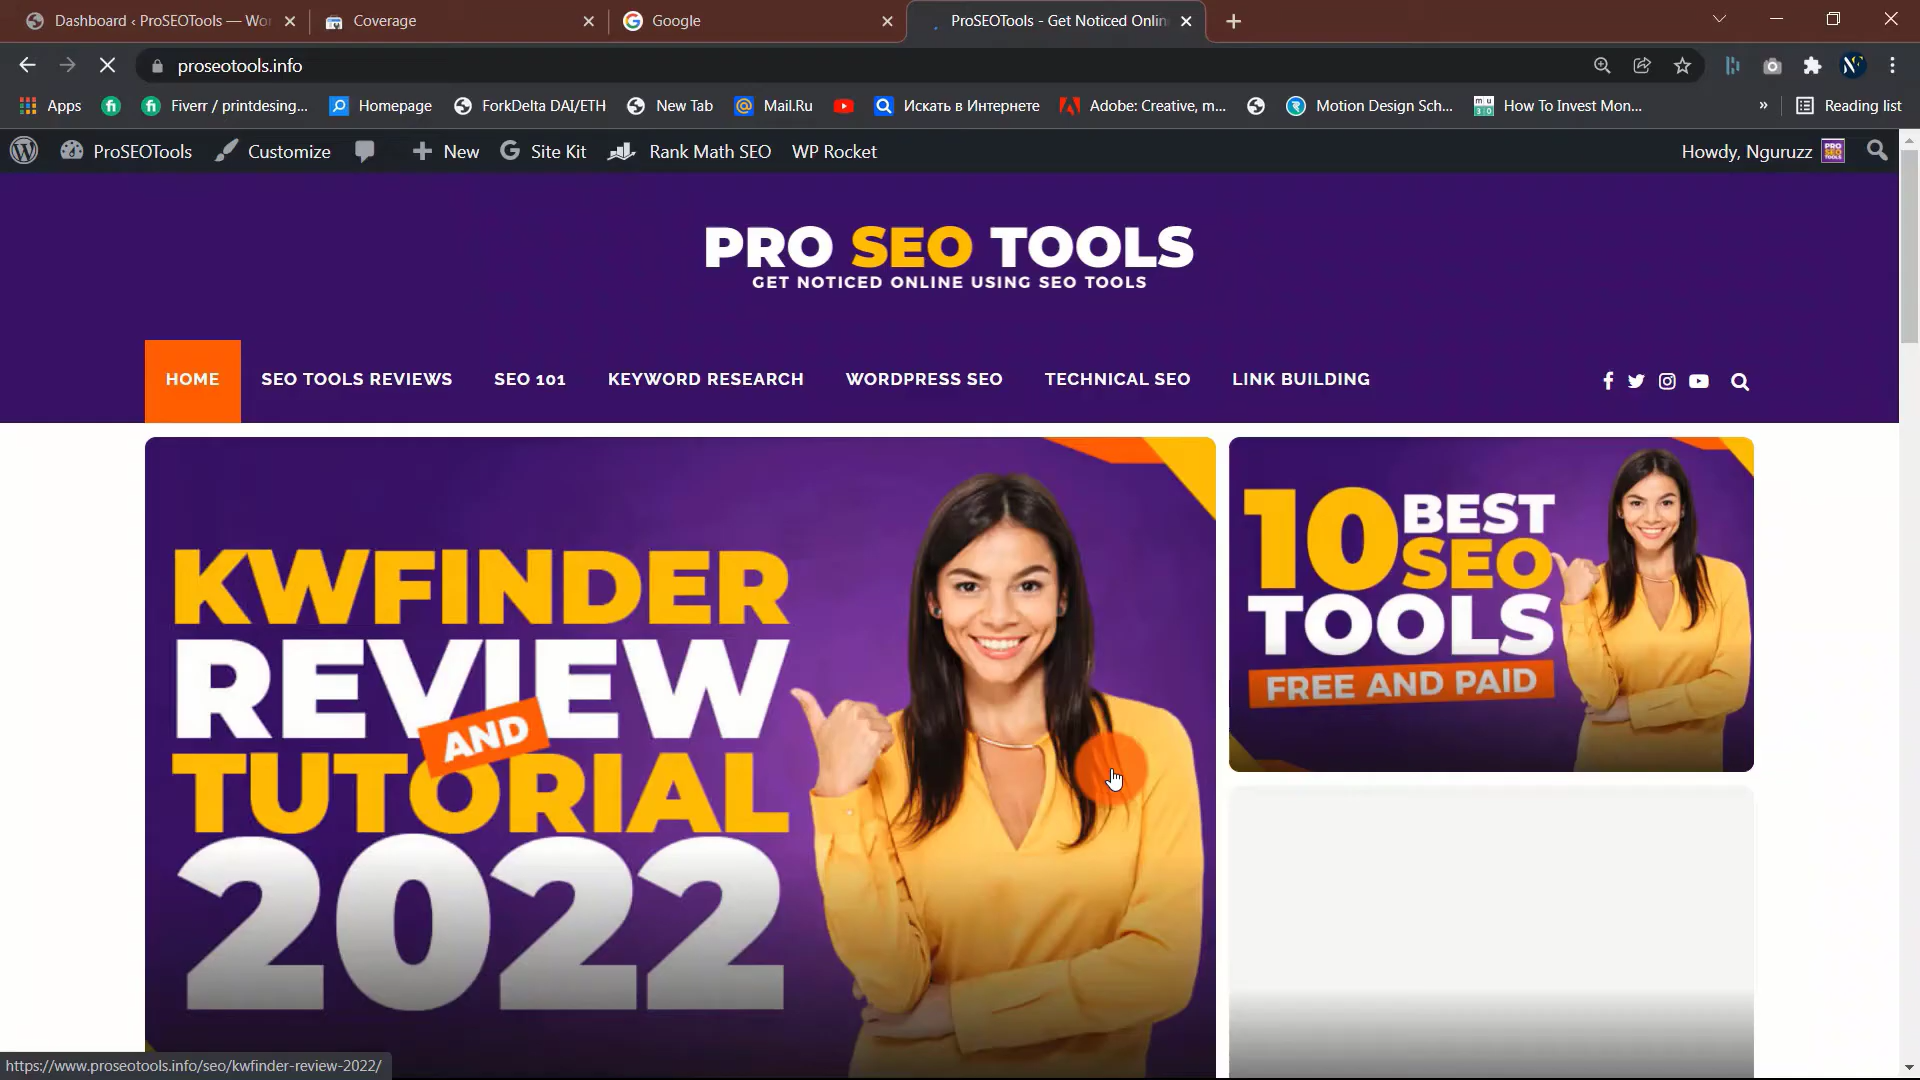 Dashboard ‹ ProSEOTools — Wo
Coverage
Google
ProSEOTools - Get Noticed Onlin
proseotools.info
Apps
Fiverr / printdesing...
Homepage
ForkDelta DAI/ETH
New Tab
Mail.Ru
Искать в Интернете
Adobe: Creative, m...
Motion Design Sch...
How To Invest Mon...
»
Reading list
ProSEOTools
Customize
New
Site Kit
Rank Math SEO
WP Rocket
Howdy, Nguruzz
PRO SEO TOOLS
GET NOTICED ONLINE USING SEO TOOLS
HOME
SEO TOOLS REVIEWS
SEO 101
KEYWORD RESEARCH
WORDPRESS SEO
TECHNICAL SEO
LINK BUILDING
KWFINDER
REVIEW
AND
TUTORIAL
2022
10 BEST
SEO
TOOLS
FREE AND PAID
https://www.proseotools.info/seo/kwfinder-review-2022/